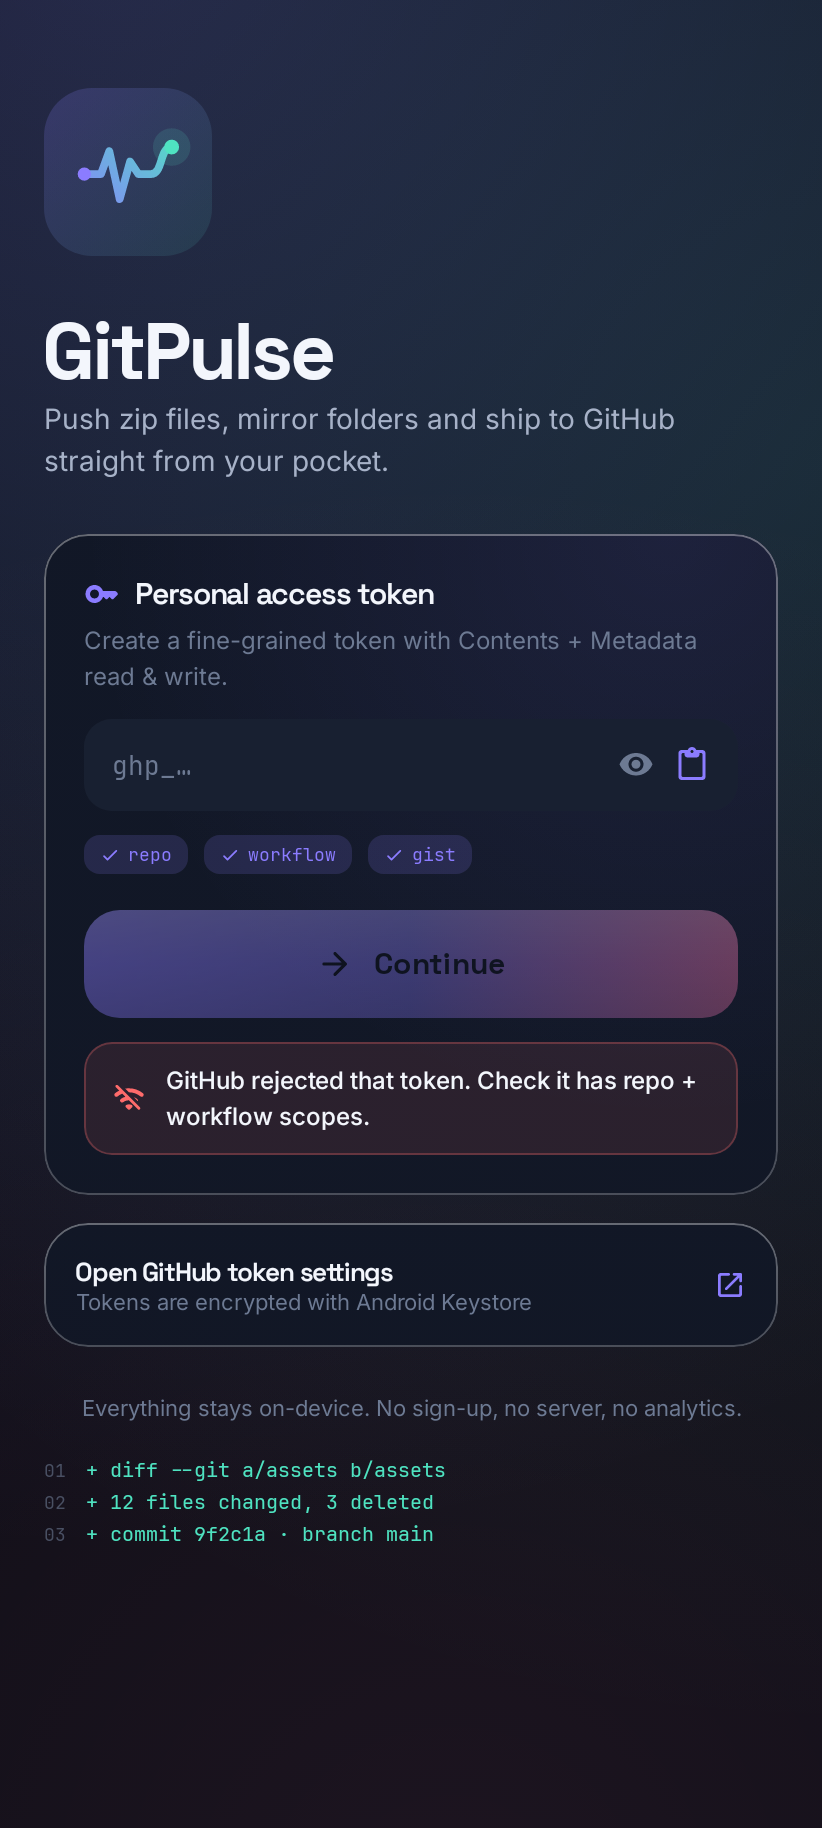 GitPulse
Push zip files, mirror folders and ship to GitHub
straight from your pocket.
Personal access token
Create a fine-grained token with Contents + Metadata
read & write.
ghp_…
repo workflow gist
Continue
GitHub rejected that token. Check it has repo +
workflow scopes.
Open GitHub token settings
Tokens are encrypted with Android Keystore
Everything stays on-device. No sign-up, no server, no analytics.
01 + diff --git a/assets b/assets
02 + 12 files changed, 3 deleted
03 + commit 9f2c1a · branch main